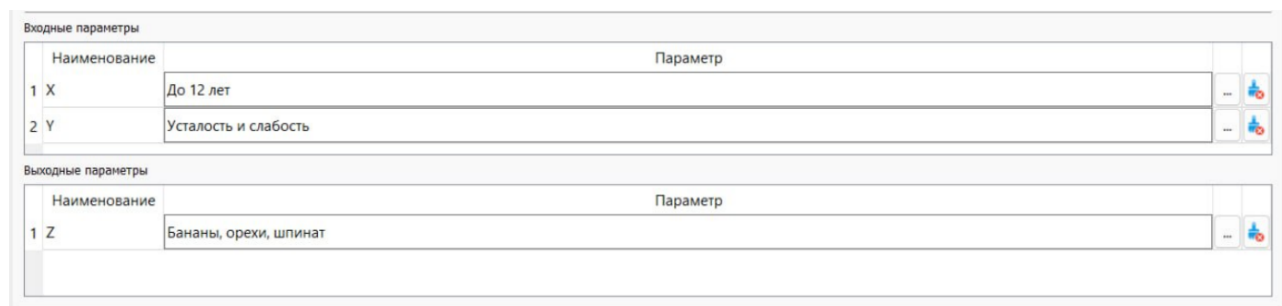 Входные параметры
Наименование Параметр
1 X До 12 лет ...
2 Y Усталость и слабость ...
Выходные параметры
Наименование Параметр
1 Z Бананы, орехи, шпинат ...